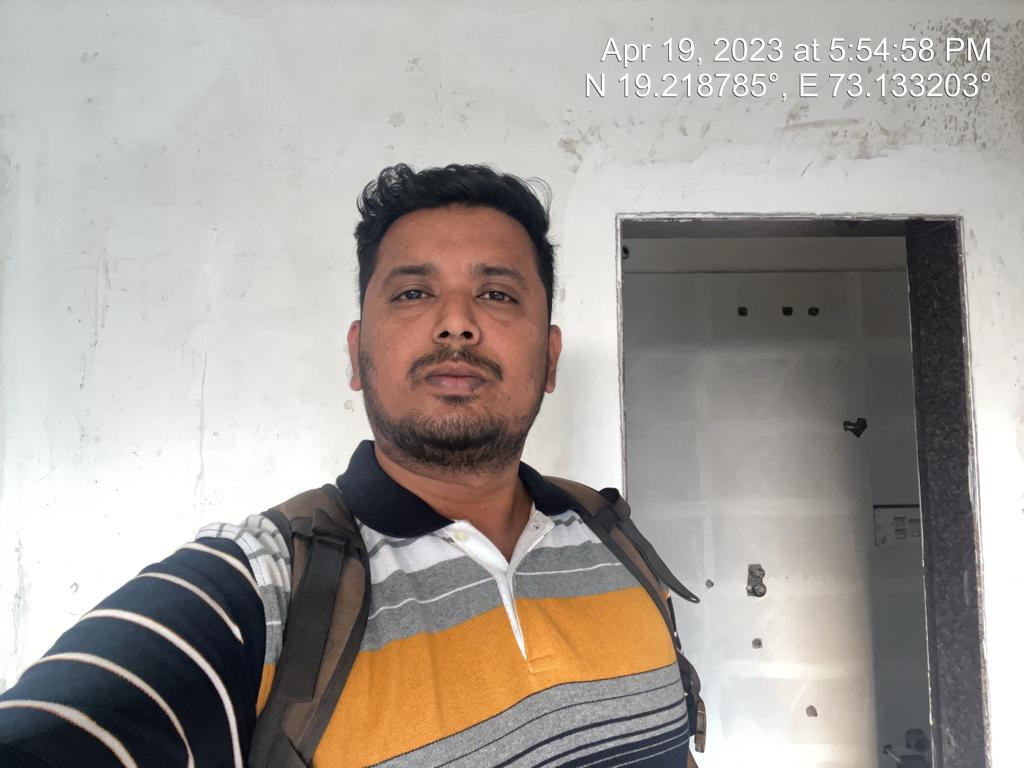 Apr 19, 2023 at 5:54:58 PM
N 19.218785°, E 73.133203°